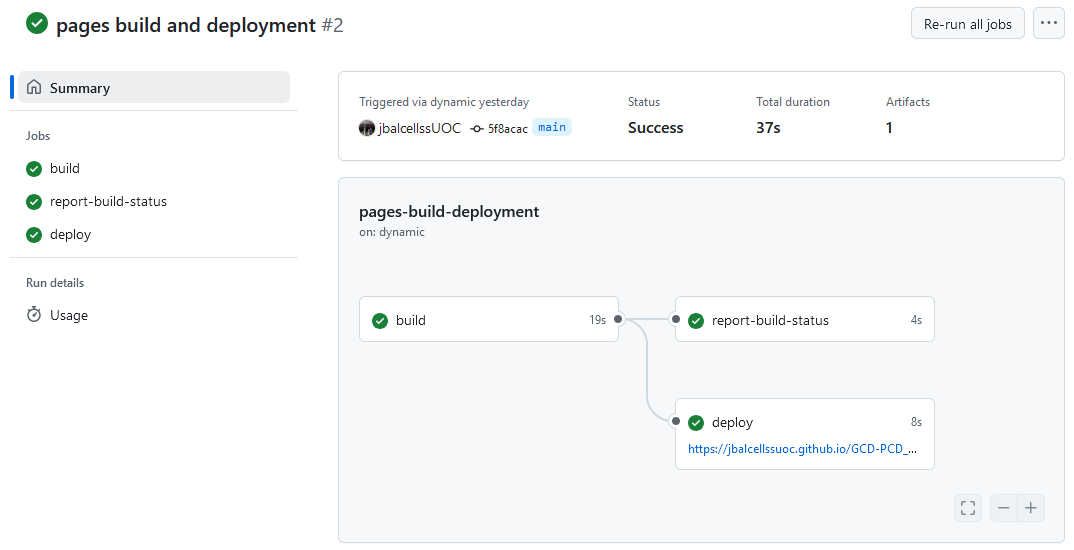 pages build and deployment #2
Re-run all jobs
Summary
Jobs
build
report-build-status
deploy
Run details
Usage
Triggered via dynamic yesterday
jbalcellssUOC 5f8acac main
Status
Success
Total duration
37s
Artifacts
1
pages-build-deployment
on: dynamic
build 19s
report-build-status 4s
deploy 8s
https://jbalcellssuoc.github.io/GCD-PCD_...